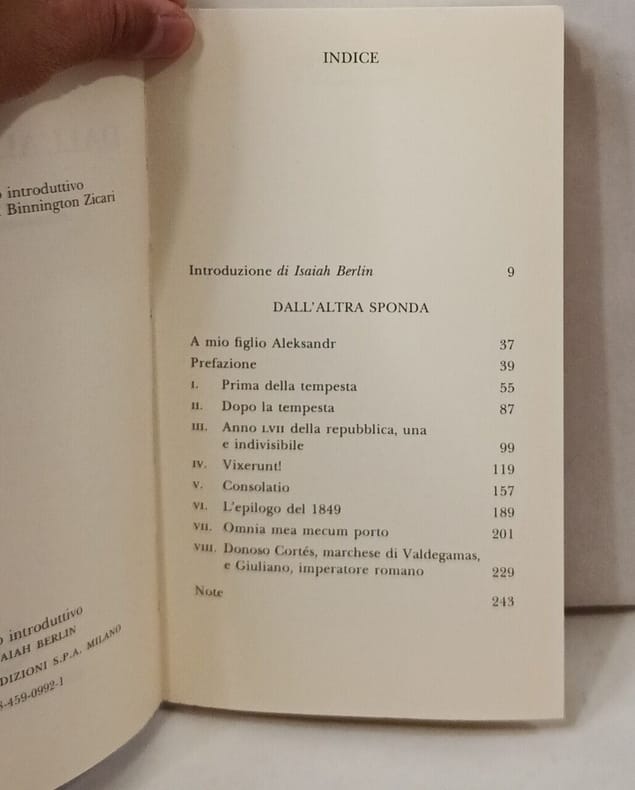 introduttivo
Binnington Zicari
introduttivo
AIAH BERLIN
DIZIONI S.P.A. MILANO
8-459-0992-1
INDICE
Introduzione di Isaiah Berlin 9
DALL'ALTRA SPONDA
A mio figlio Aleksandr 37
Prefazione 39
I. Prima della tempesta 55
II. Dopo la tempesta 87
III. Anno LVII della repubblica, una
e indivisibile 99
IV. Vixerunt! 119
V. Consolatio 157
VI. L'epilogo del 1849 189
VII. Omnia mea mecum porto 201
VIII. Donoso Cortés, marchese di Valdegamas,
e Giuliano, imperatore romano 229
Note 243